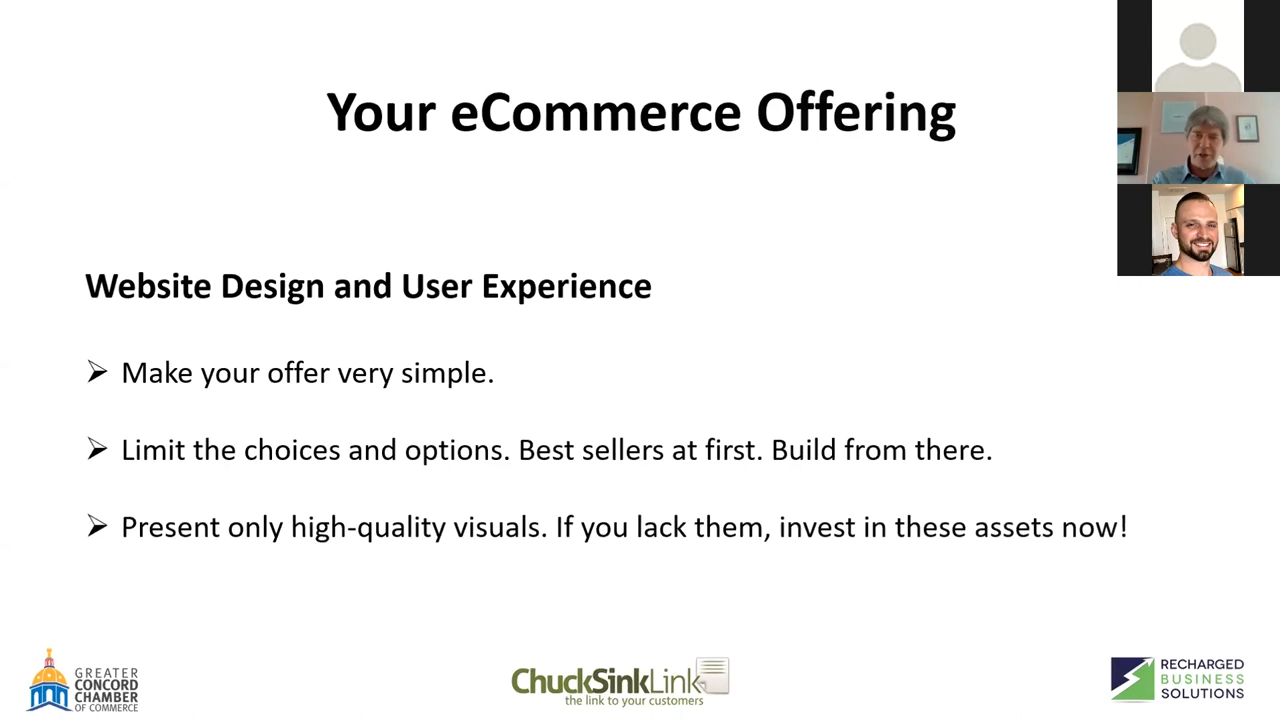 Your eCommerce Offering
Website Design and User Experience
➢ Make your offer very simple.
➢ Limit the choices and options. Best sellers at first. Build from there.
➢ Present only high-quality visuals. If you lack them, invest in these assets now!
GREATER
CONCORD
CHAMBER
OF COMMERCE
ChuckSinkLink
the link to your customers
RECHARGED
BUSINESS
SOLUTIONS